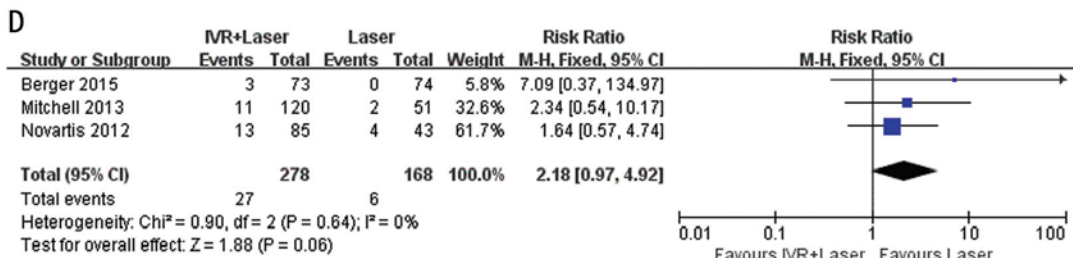 D
IVR+Laser Laser Risk Ratio Risk Ratio
Study or Subgroup Events Total Events Total Weight M-H, Fixed, 95% CI M-H, Fixed, 95% CI
Berger 2015 3 73 0 74 5.8% 7.09 [0.37, 134.97]
Mitchell 2013 11 120 2 51 32.6% 2.34 [0.54, 10.17]
Novartis 2012 13 85 4 43 61.7% 1.64 [0.57, 4.74]
Total (95% CI) 278 168 100.0% 2.18 [0.97, 4.92]
Total events 27 6
Heterogeneity: Chi² = 0.90, df = 2 (P = 0.64); I² = 0%
Test for overall effect: Z = 1.88 (P = 0.06)
0.01 0.1 1 10 100
Favours IVR+Laser Favours Laser